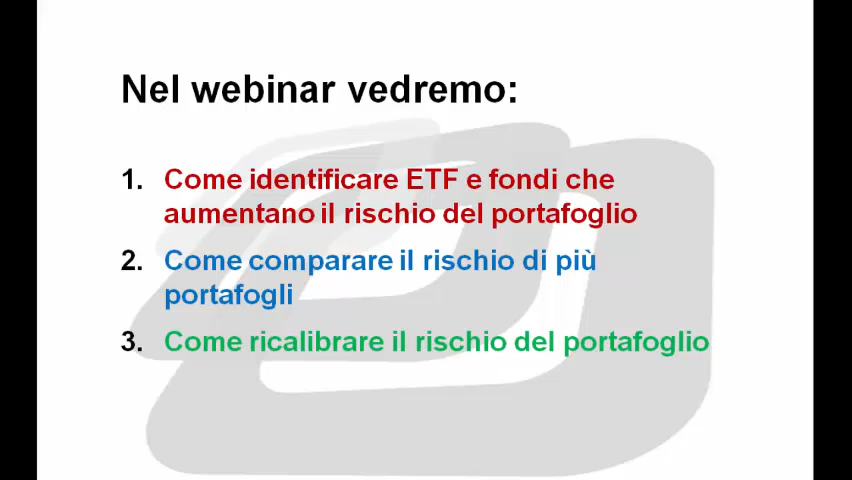 Nel webinar vedremo:
1. Come identificare ETF e fondi che
aumentano il rischio del portafoglio
2. Come comparare il rischio di più
portafogli
3. Come ricalibrare il rischio del portafoglio